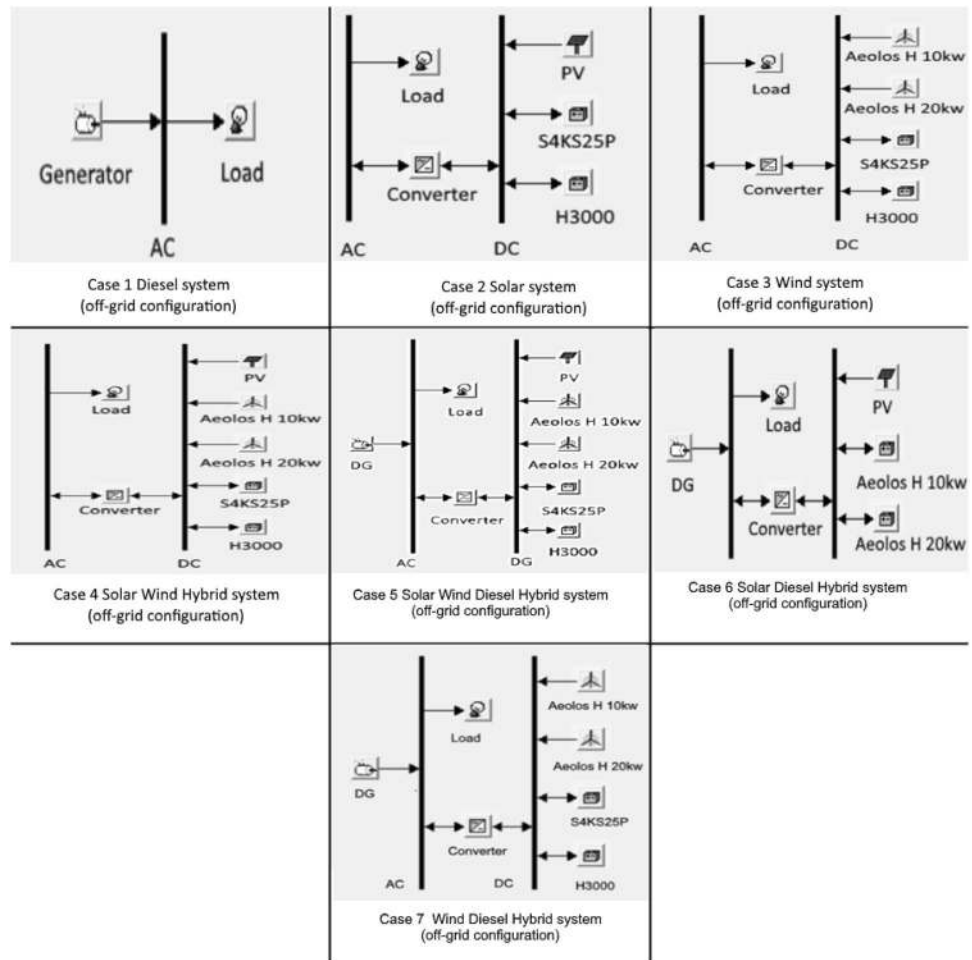 Generator
Load
AC
Case 1 Diesel system
(off-grid configuration)
Load
PV
S4KS25P
Converter
H3000
AC
DC
Case 2 Solar system
(off-grid configuration)
Load
Aeolos H 10kw
Aeolos H 20kw
S4KS25P
Converter
H3000
AC
DC
Case 3 Wind system
(off-grid configuration)
PV
Load
Aeolos H 10kw
Aeolos H 20kw
S4KS25P
Converter
H3000
AC
DC
Case 4 Solar Wind Hybrid system
(off-grid configuration)
PV
Load
Aeolos H 10kw
DG
Aeolos H 20kw
S4KS25P
Converter
H3000
AC
DG
Case 5 Solar Wind Diesel Hybrid system
(off-grid configuration)
PV
Load
DG
Aeolos H 10kw
Converter
Aeolos H 20kw
Case 6 Solar Diesel Hybrid system
(off-grid configuration)
Aeolos H 10kw
Load
Aeolos H 20kw
DG
S4KS25P
Converter
AC
DC
H3000
Case 7 Wind Diesel Hybrid system
(off-grid configuration)